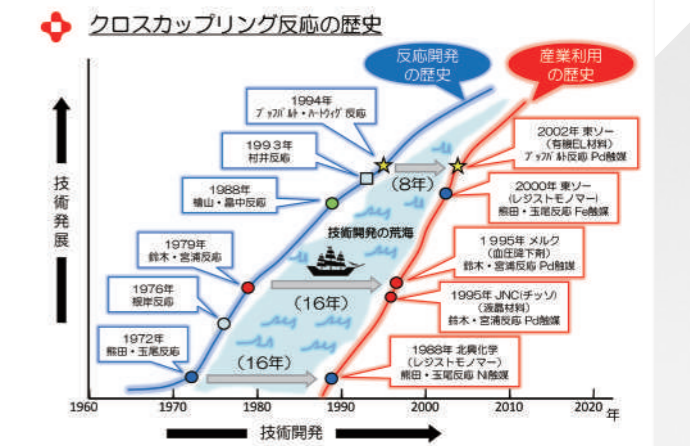 クロスカップリング反応の歴史
反応開発
の歴史
産業利用
の歴史
1994年
ブッフバルト・ハートウィグ反応
1993年
村井反応
1988年
檜山・畠中反応
1979年
鈴木・宮浦反応
1976年
根岸反応
1972年
熊田・玉尾反応
2002年 東ソー
(有機EL材料)
ブッフバルト反応 Pd触媒
2000年 東ソー
(レジストモノマー)
熊田・玉尾反応 Fe触媒
1995年 メルク
(血圧降下剤)
鈴木・宮浦反応 Pd触媒
1995年 JNC(チッソ)
(液晶材料)
鈴木・宮浦反応 Pd触媒
1988年 北興化学
(レジストモノマー)
熊田・玉尾反応 Ni触媒
(8年)
技術開発の荒海
(16年)
(16年)
技術発展
1960 1970 1980 1990 2000 2010 2020 年
技術開発